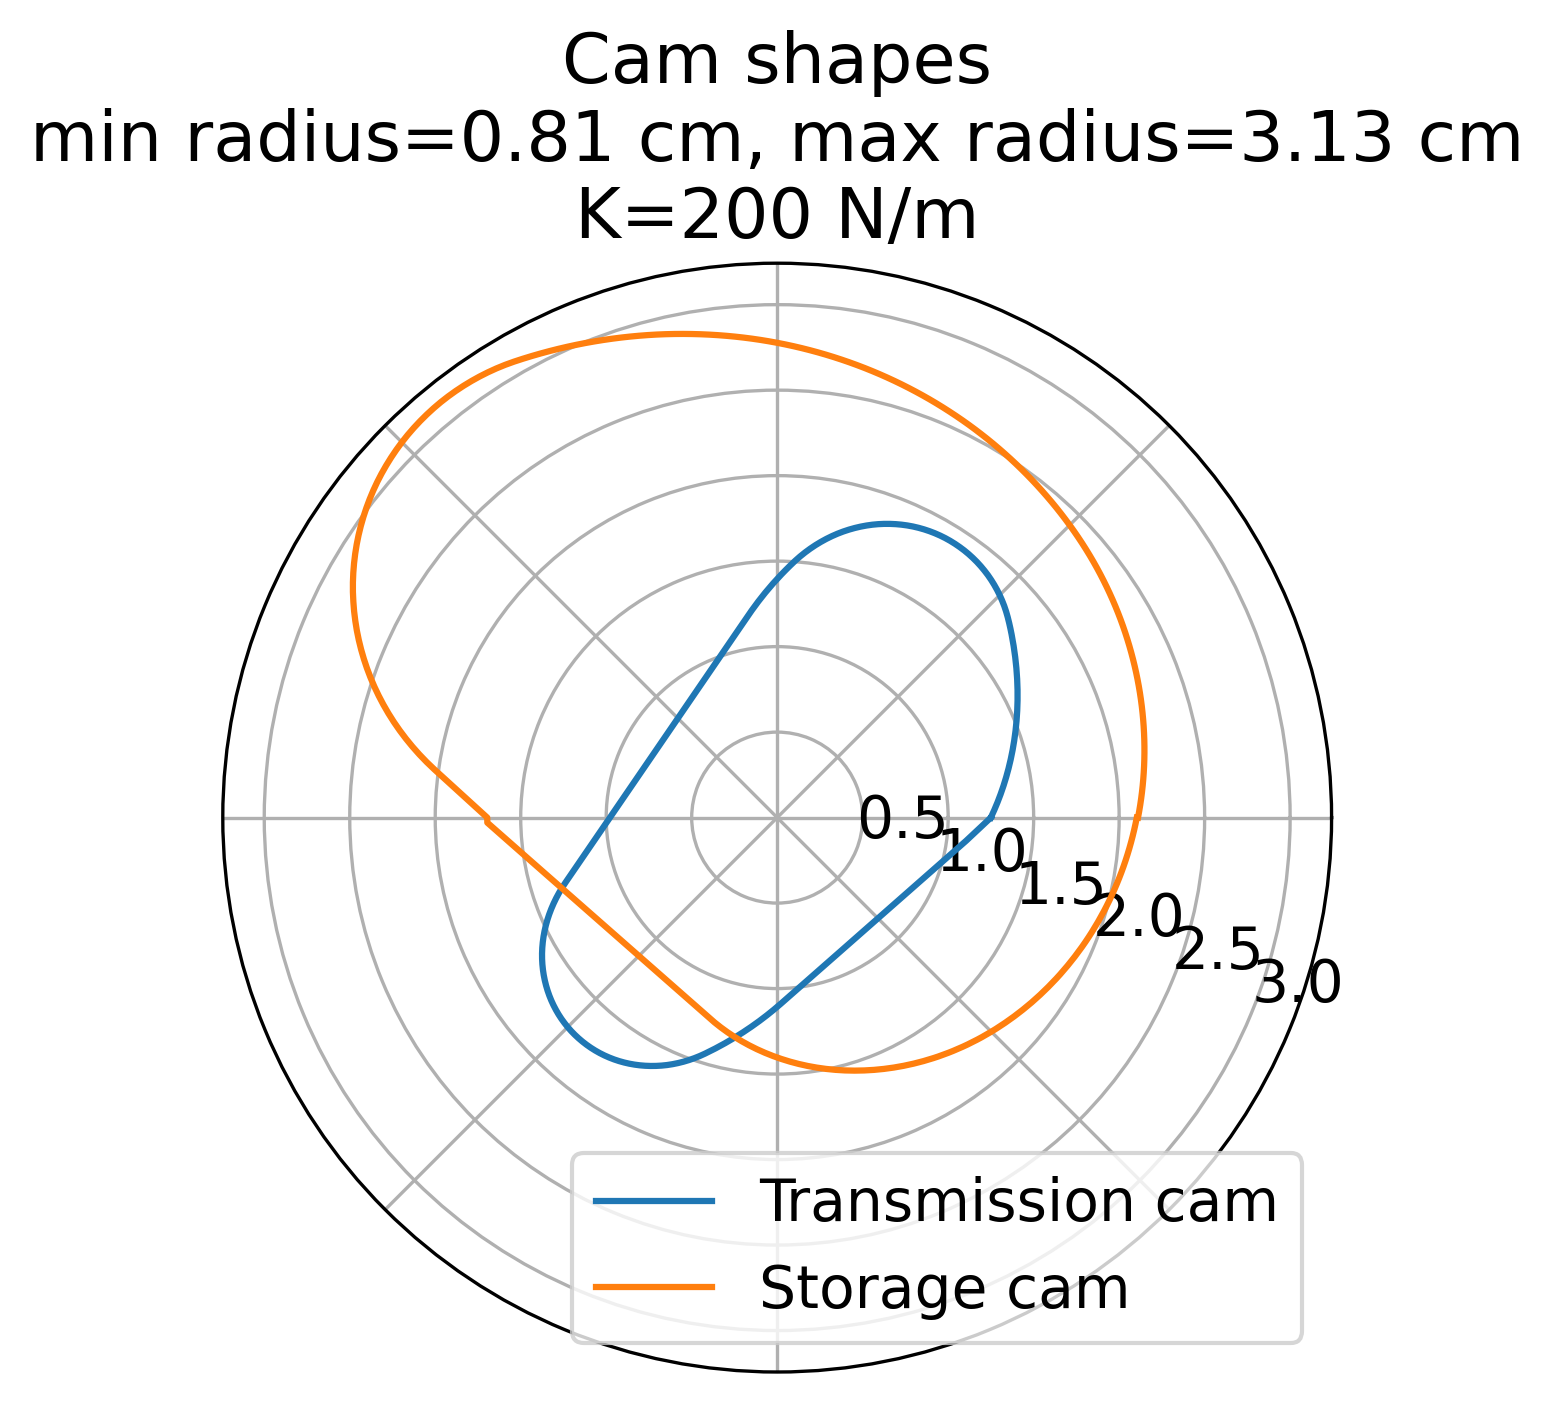 Cam shapes
min radius=0.81 cm, max radius=3.13 cm
K=200 N/m
0.5
1.0
1.5
2.0
2.5
3.0
Transmission cam
Storage cam